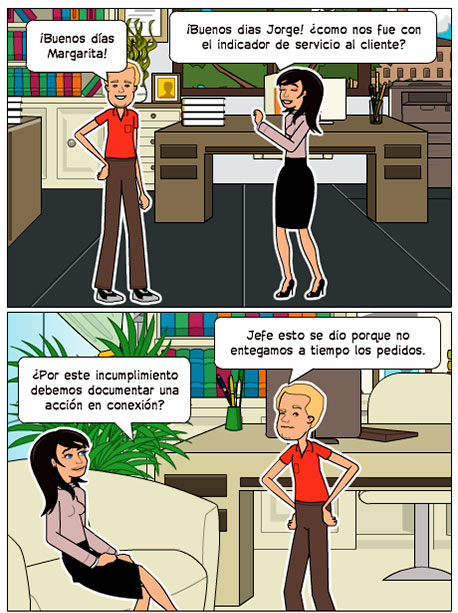 ¡Buenos días
Margarita!
¡Buenos dias Jorge! ¿como nos fue con
el indicador de servicio al cliente?
Jefe esto se dío porque no
entegamos a tiempo los pedidos.
¿Por este incumplimiento
debemos documentar una
acción en conexión?